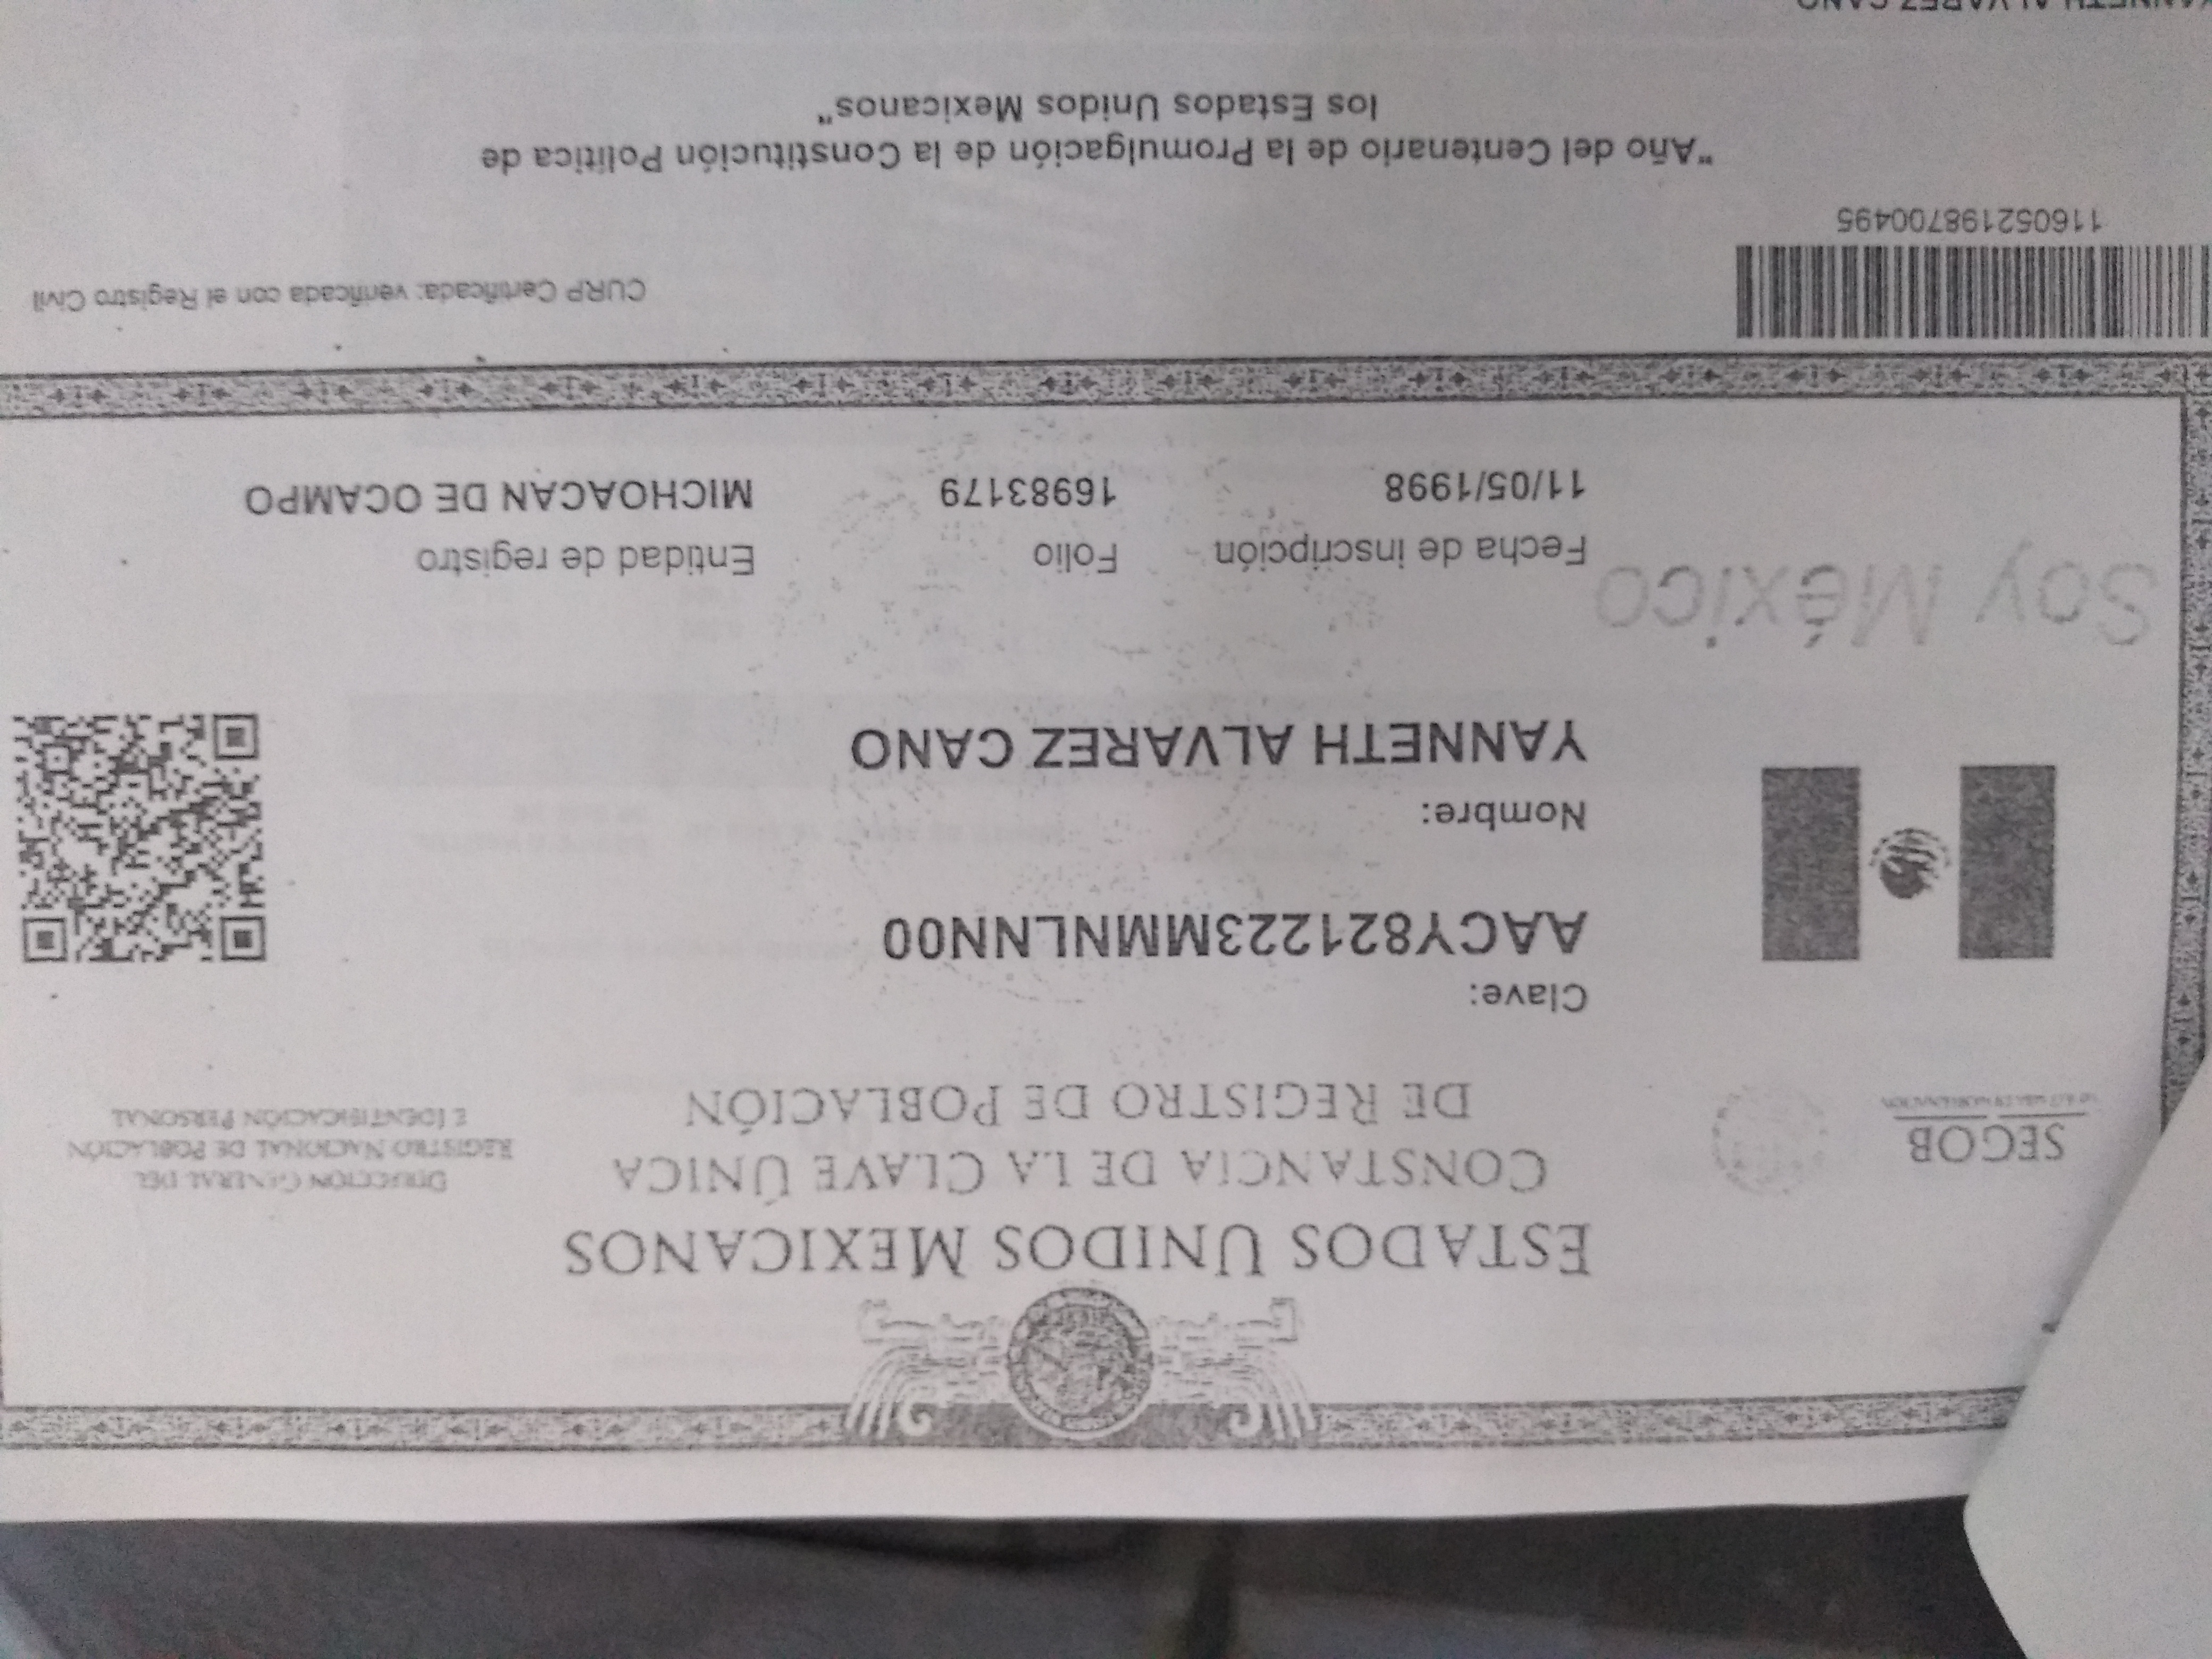 ESTADOS UNIDOS MEXICANOS
CONSTANCIA DE LA CLAVE ÚNICA
DE REGISTRO DE POBLACIÓN
SEGOB
SECRETARÍA DE GOBERNACIÓN
DIRECCIÓN GENERAL DEL
REGISTRO NACIONAL DE POBLACIÓN
E IDENTIFICACIÓN PERSONAL
Clave:
AACY821223MMNLNN00
Nombre:
YANNETH ALVAREZ CANO
Soy México
Fecha de inscripción
Folio
Entidad de registro
11/05/1998
16983179
MICHOACAN DE OCAMPO
116052198700495
CURP Certificada: verificada con el Registro Civil
"Año del Centenario de la Promulgación de la Constitución Política de
los Estados Unidos Mexicanos"
YANNETH ALVAREZ CANO